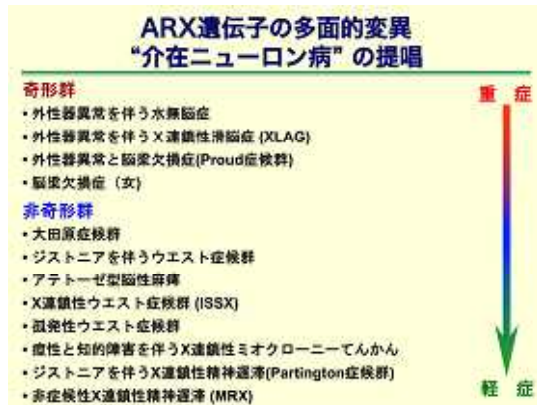 ARX遺伝子の多面的変異
“介在ニューロン病” の提唱
奇形群
重 症
・外性器異常を伴う水無脳症
・外性器異常を伴うX連鎖性滑脳症 (XLAG)
・外性器異常と脳梁欠損症(Proud症候群)
・脳梁欠損症（女)
非奇形群
・大田原症候群
・ジストニアを伴うウエスト症候群
・アテトーゼ型脳性麻痺
・X連鎖性ウエスト症候群 (ISSX)
・孤発性ウエスト症候群
・痙性と知的障害を伴うX連鎖性ミオクローニーてんかん
・ジストニアを伴うX連鎖性精神遅滞(Partington症候群)
・非症候性X連鎖性精神遅滞 (MRX)
軽 症